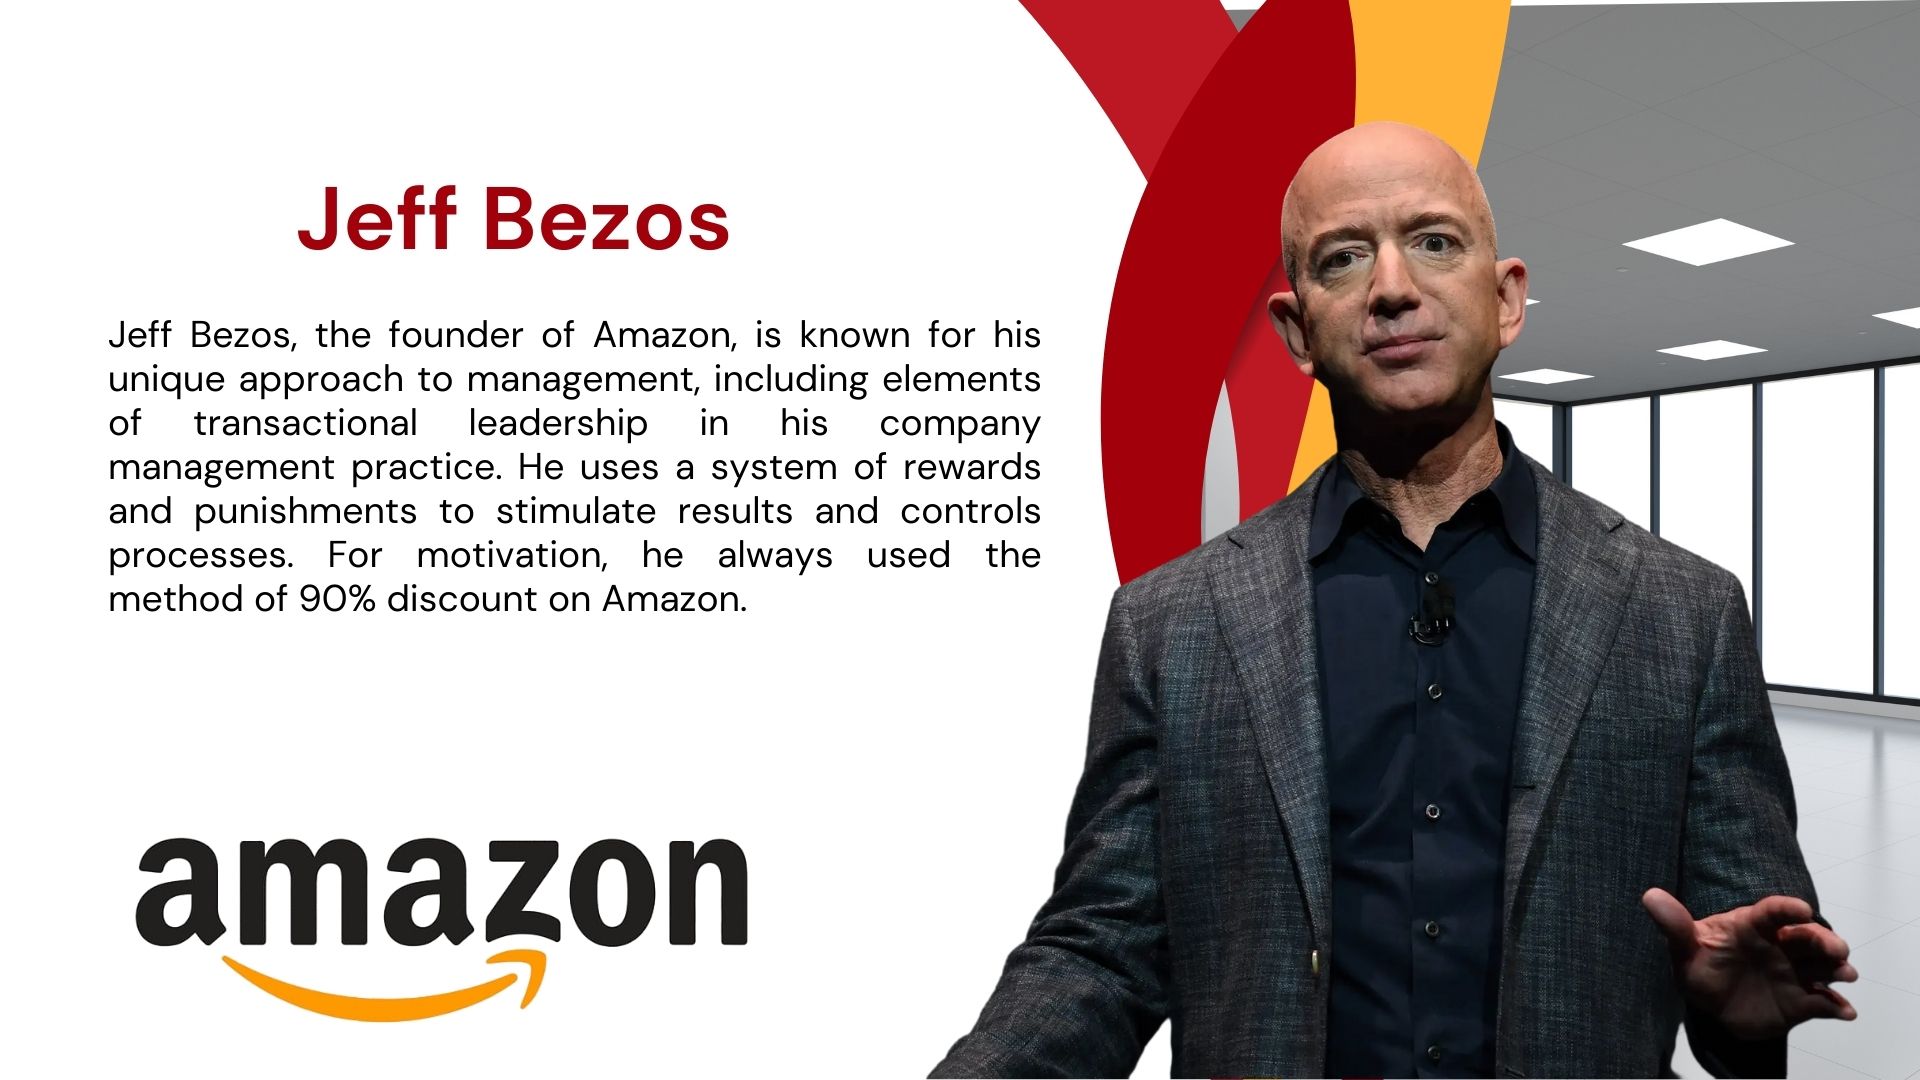 Jeff Bezos
Jeff Bezos, the founder of Amazon, is known for his
unique approach to management, including elements
of transactional leadership in his company
management practice. He uses a system of rewards
and punishments to stimulate results and controls
processes. For motivation, he always used the
method of 90% discount on Amazon.
amazon